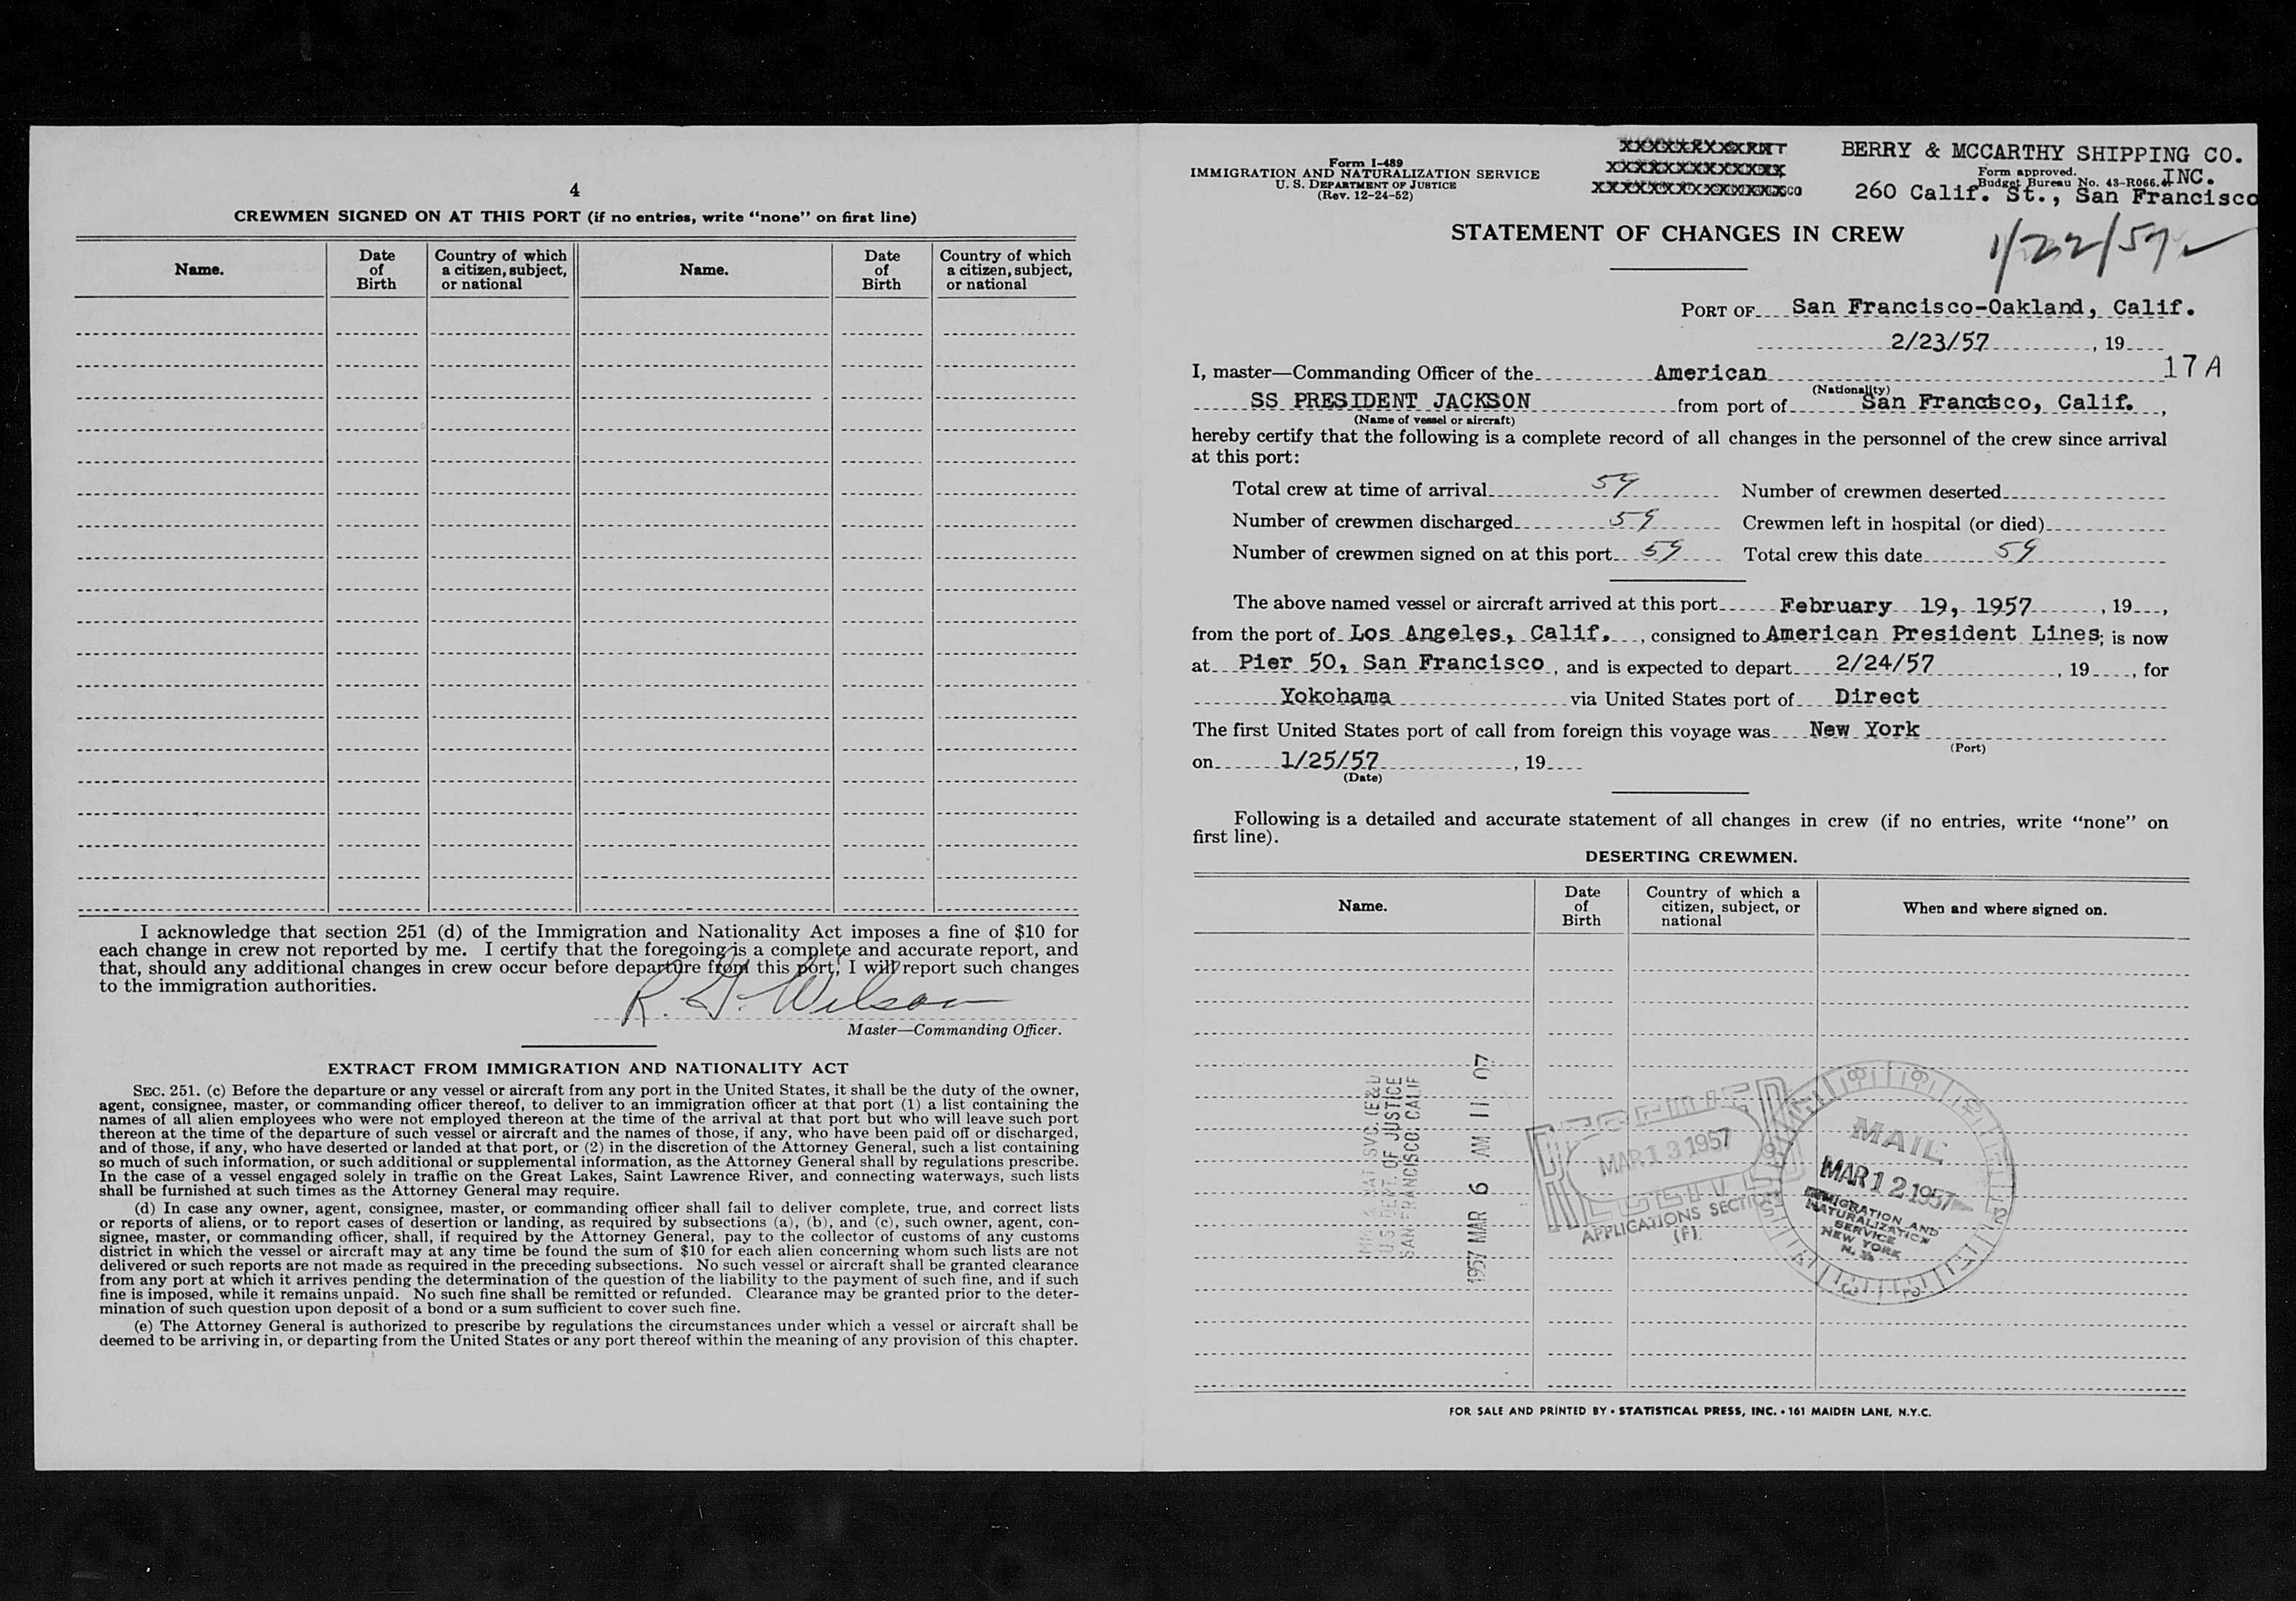 4
CREWMEN SIGNED ON AT THIS PORT (if no entries, write “none” on first line)
Name.
Date of Birth
Country of which a citizen, subject, or national
Name.
Date of Birth
Country of which a citizen, subject, or national
I acknowledge that section 251 (d) of the Immigration and Nationality Act imposes a fine of $10 for
each change in crew not reported by me. I certify that the foregoing is a complete and accurate report, and
that, should any additional changes in crew occur before departure from this port, I will report such changes
to the immigration authorities.
R. G. Wilson
Master—Commanding Officer.
EXTRACT FROM IMMIGRATION AND NATIONALITY ACT
SEC. 251. (c) Before the departure or any vessel or aircraft from any port in the United States, it shall be the duty of the owner,
agent, consignee, master, or commanding officer thereof, to deliver to an immigration officer at that port (1) a list containing the
names of all alien employees who were not employed thereon at the time of the arrival at that port but who will leave such port
thereon at the time of the departure of such vessel or aircraft and the names of those, if any, who have been paid off or discharged,
and of those, if any, who have deserted or landed at that port, or (2) in the discretion of the Attorney General, such a list containing
so much of such information, or such additional or supplemental information, as the Attorney General shall by regulations prescribe.
In the case of a vessel engaged solely in traffic on the Great Lakes, Saint Lawrence River, and connecting waterways, such lists
shall be furnished at such times as the Attorney General may require.
(d) In case any owner, agent, consignee, master, or commanding officer shall fail to deliver complete, true, and correct lists
or reports of aliens, or to report cases of desertion or landing, as required by subsections (a), (b), and (c), such owner, agent, con-
signee, master, or commanding officer, shall, if required by the Attorney General, pay to the collector of customs of any customs
district in which the vessel or aircraft may at any time be found the sum of $10 for each alien concerning whom such lists are not
delivered or such reports are not made as required in the preceding subsections. No such vessel or aircraft shall be granted clearance
from any port at which it arrives pending the determination of the question of the liability to the payment of such fine, and if such
fine is imposed, while it remains unpaid. No such fine shall be remitted or refunded. Clearance may be granted prior to the deter-
mination of such question upon deposit of a bond or a sum sufficient to cover such fine.
(e) The Attorney General is authorized to prescribe by regulations the circumstances under which a vessel or aircraft shall be
deemed to be arriving in, or departing from the United States or any port thereof within the meaning of any provision of this chapter.
Form I-489
IMMIGRATION AND NATURALIZATION SERVICE
U. S. DEPARTMENT OF JUSTICE
(Rev. 12-24-52)
BERRY & MCCARTHY SHIPPING CO.
Form approved. INC.
Budget Bureau No. 43-R066.
260 Calif. St., San Francisco
STATEMENT OF CHANGES IN CREW
PORT OF San Francisco-Oakland, Calif.
2/23/57, 19
17A
I, master—Commanding Officer of the American
(Nationality)
SS PRESIDENT JACKSON from port of San Francisco, Calif.,
(Name of vessel or aircraft)
hereby certify that the following is a complete record of all changes in the personnel of the crew since arrival
at this port:
Total crew at time of arrival 59 Number of crewmen deserted
Number of crewmen discharged 59 Crewmen left in hospital (or died)
Number of crewmen signed on at this port 59 Total crew this date 59
The above named vessel or aircraft arrived at this port February 19, 1957, 19,
from the port of Los Angeles, Calif., consigned to American President Lines; is now
at Pier 50, San Francisco, and is expected to depart 2/24/57, 19, for
Yokohama via United States port of Direct
The first United States port of call from foreign this voyage was New York
(Port)
on 1/25/57, 19
(Date)
Following is a detailed and accurate statement of all changes in crew (if no entries, write “none” on
first line).
DESERTING CREWMEN.
Name.
Date of Birth
Country of which a citizen, subject, or national
When and where signed on.
U.S. DEPT. OF JUSTICE
SAN FRANCISCO, CALIF
1957 MAR 6 AM 11 07
RECEIVED
MAR 13 1957
APPLICATIONS SECTION
(F)
MAIL
MAR 12 1957
IMMIGRATION AND
NATURALIZATION
SERVICE
NEW YORK
FOR SALE AND PRINTED BY • STATISTICAL PRESS, INC. • 161 MAIDEN LANE, N.Y.C.